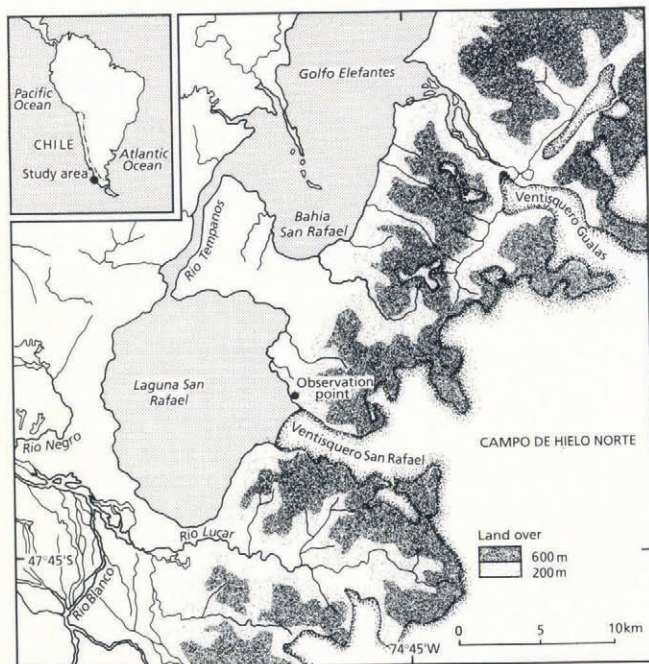 Pacific
Ocean
CHILE
Study area
Atlantic
Ocean
Golfo Elefantes
Bahia
San Rafael
Rio Tempanos
Ventisquero Gualas
Laguna San
Rafael
Observation
point
Ventisquero San Rafael
CAMPO DE HIELO NORTE
Rio Negro
Rio Lucar
47°45'S
Rio Blanco
Land over
600 m
200 m
74°45'W
0 5 10km